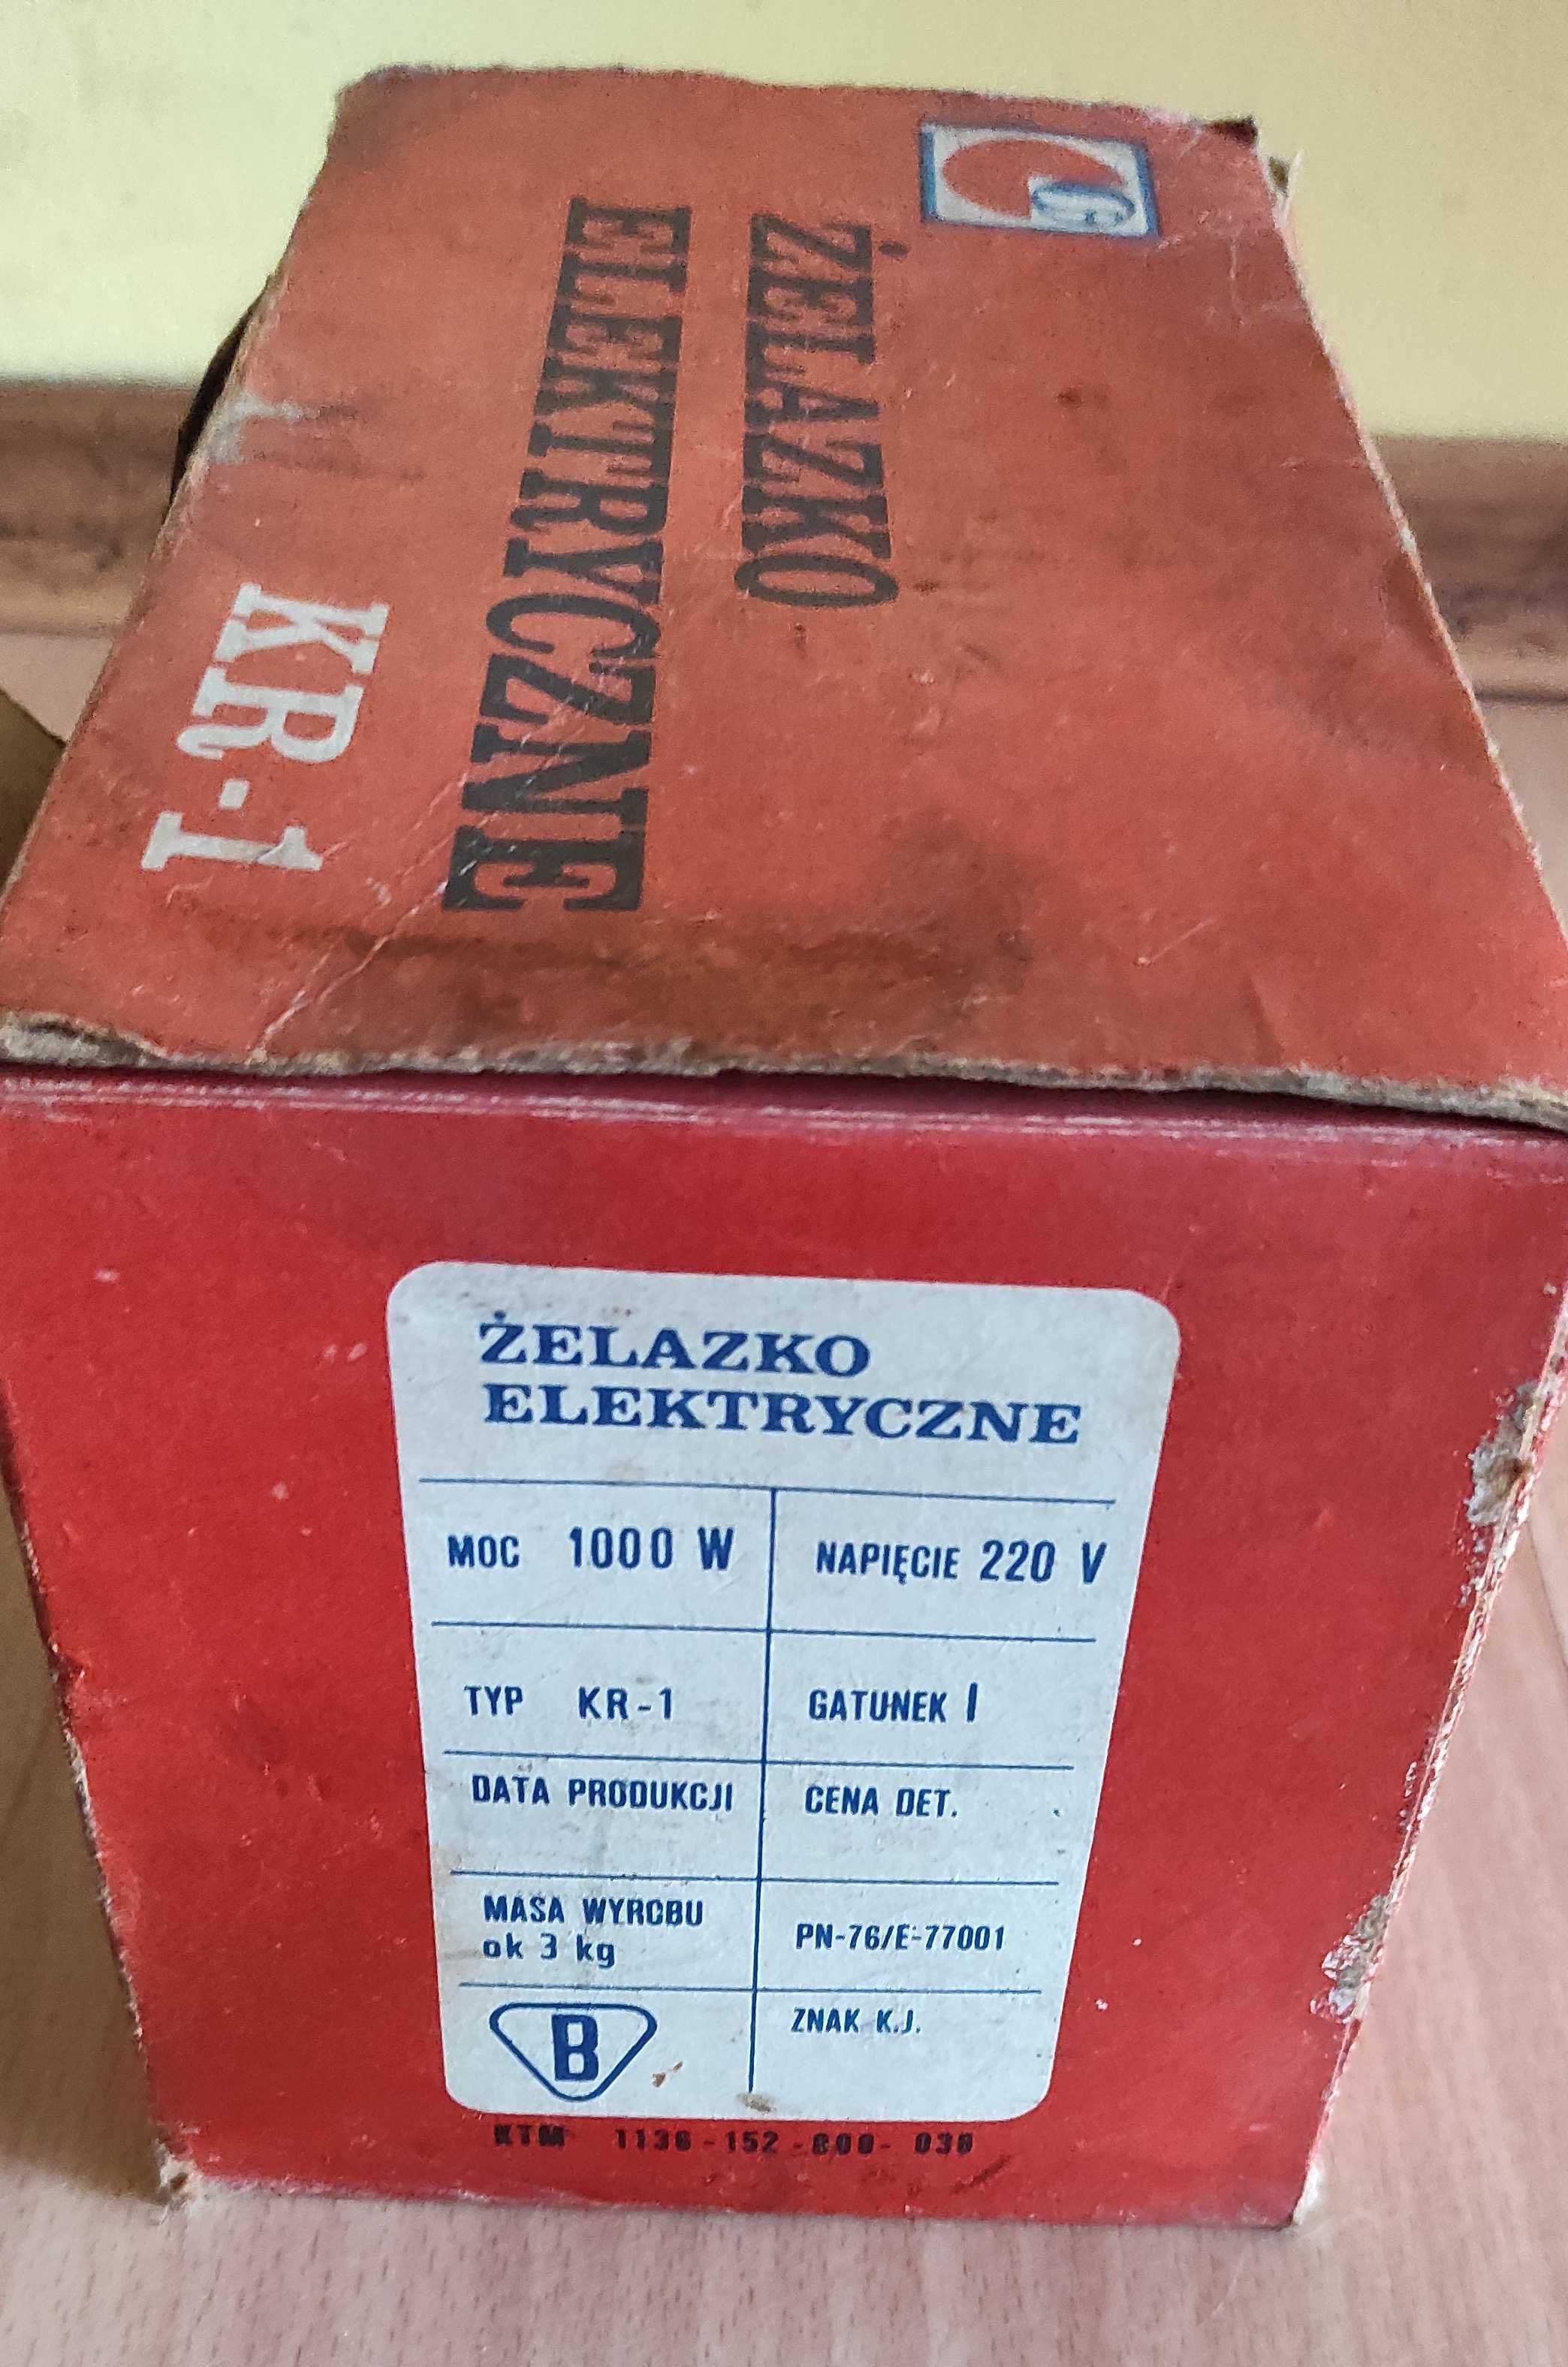 ŻELAZKO
ELEKTRYCZNE
KR-1
ŻELAZKO
ELEKTRYCZNE
MOC 1000 W
NAPIĘCIE 220 V
TYP KR-1
GATUNEK I
DATA PRODUKCJI
CENA DET.
MASA WYROBU
ok 3 kg
PN-76/E-77001
B
ZNAK K.J.
KTM 1136-152-800-038